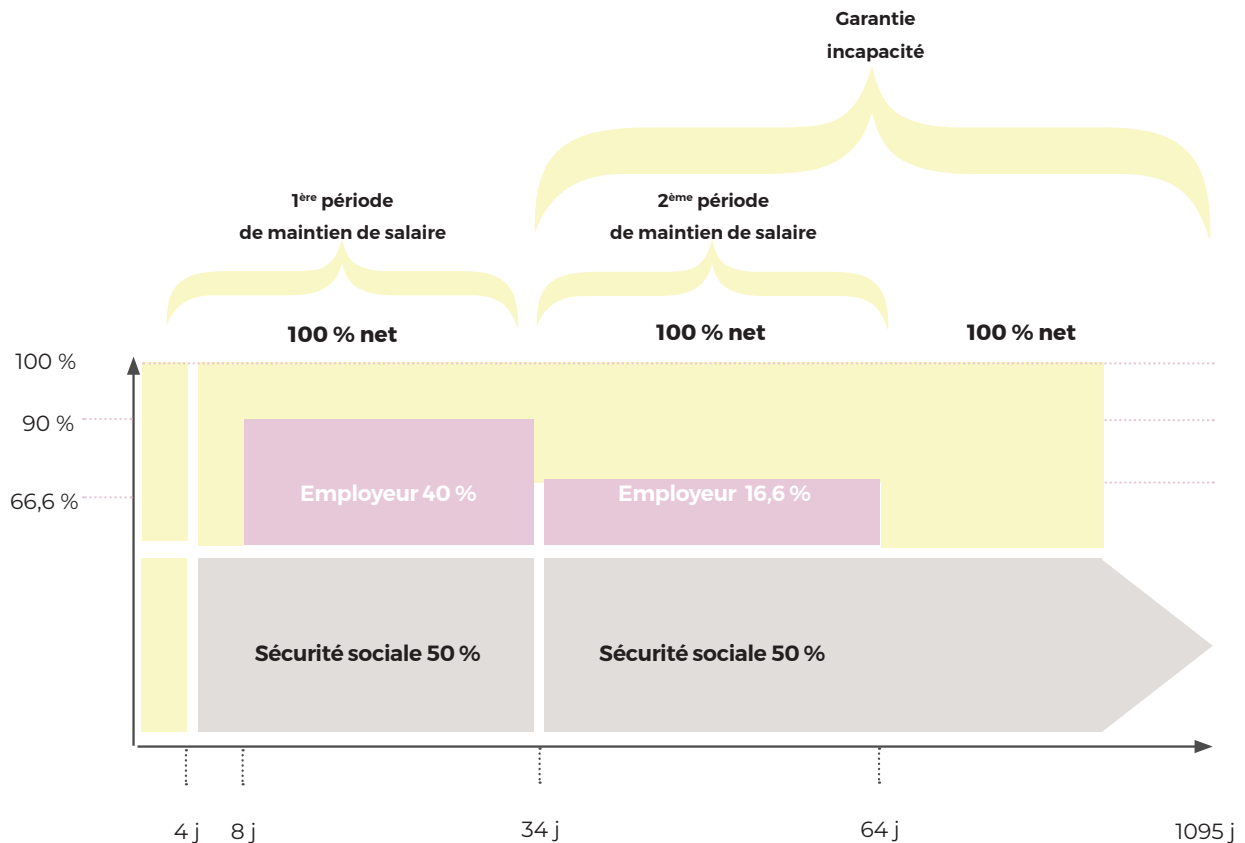 Garantie
incapacité
1ère période
de maintien de salaire
2ème période
de maintien de salaire
100 % net
100 % net
100 % net
100 %
90 %
66,6 %
Employeur 40 %
Employeur 16,6 %
Sécurité sociale 50 %
Sécurité sociale 50 %
4 j
8 j
34 j
64 j
1095 j